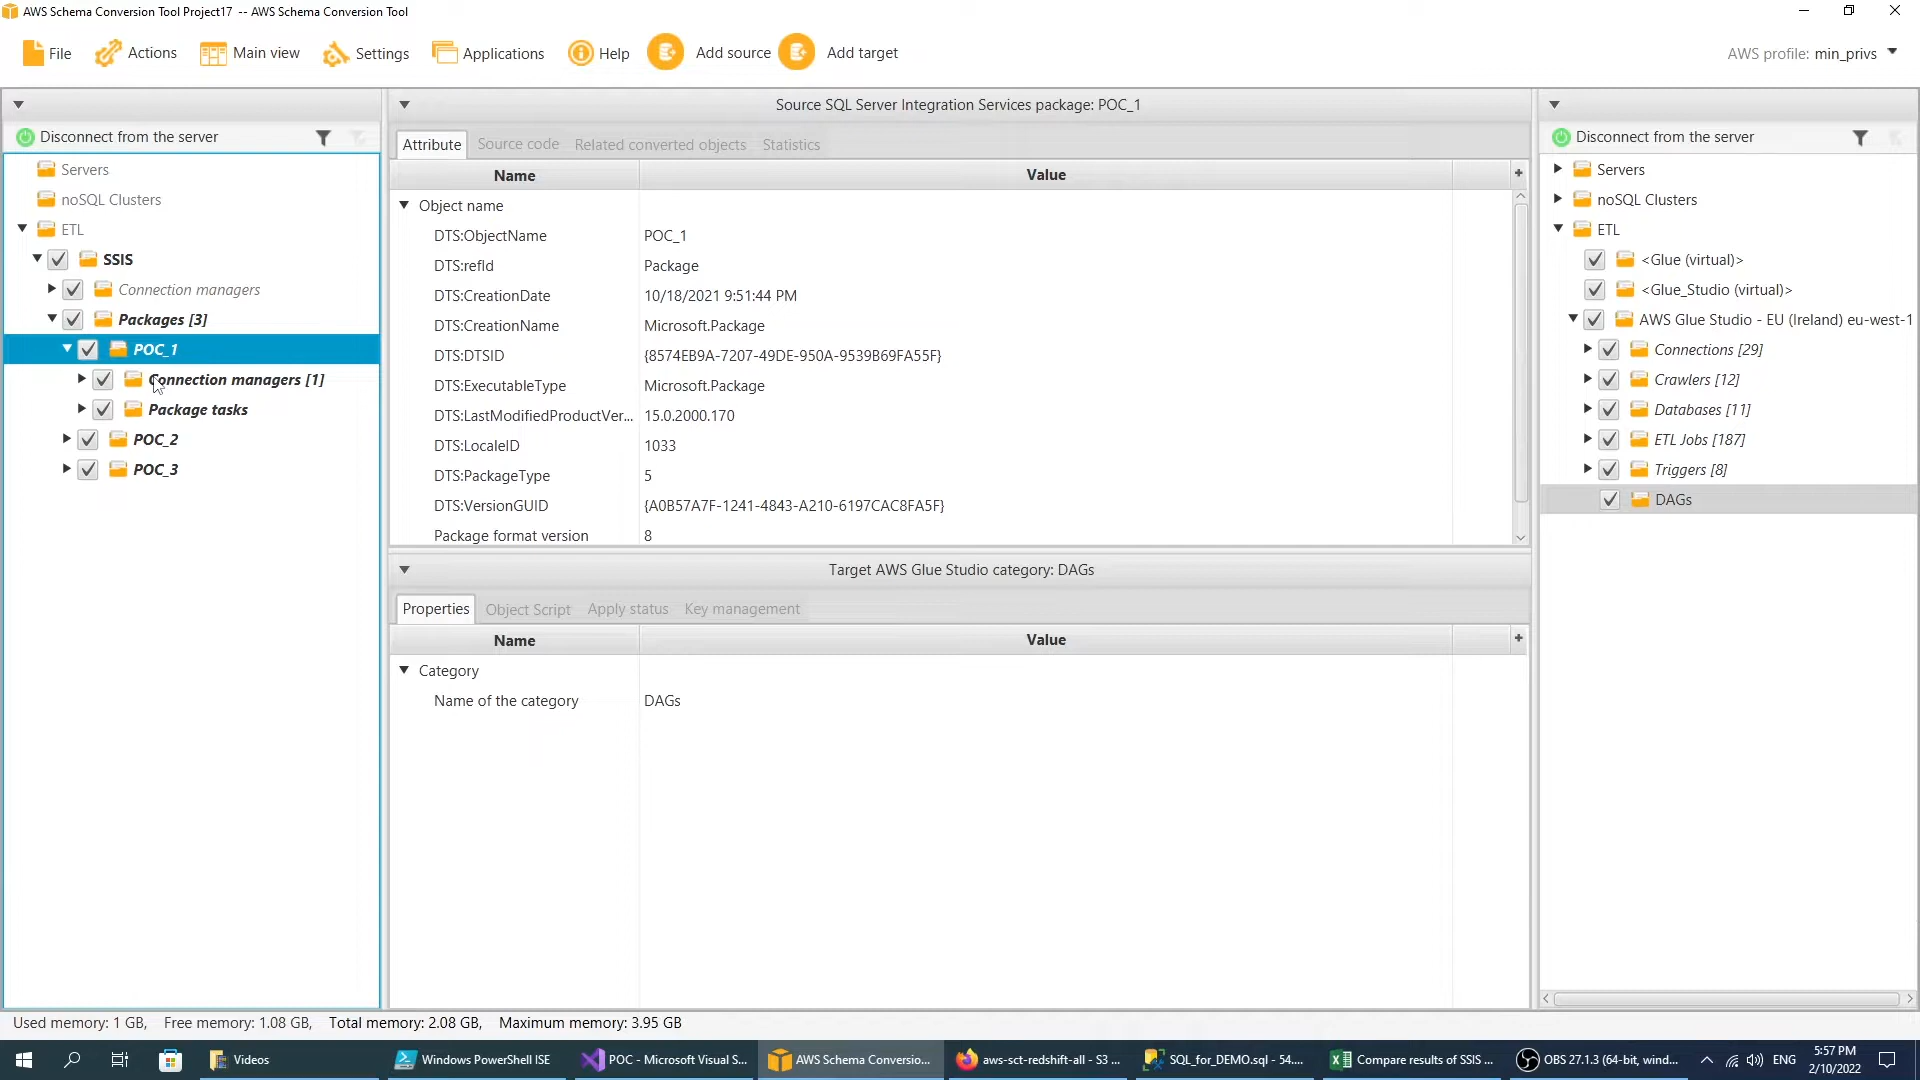 AWS Schema Conversion Tool Project17 -- AWS Schema Conversion Tool
File Actions Main view Settings Applications Help Add source Add target
AWS profile: min_privs
Disconnect from the server
Servers
noSQL Clusters
ETL
SSIS
Connection managers
Packages [3]
POC_1
Connection managers [1]
Package tasks
POC_2
POC_3
Source SQL Server Integration Services package: POC_1
Attribute Source code Related converted objects Statistics
Name Value
Object name
DTS:ObjectName POC_1
DTS:refId Package
DTS:CreationDate 10/18/2021 9:51:44 PM
DTS:CreationName Microsoft.Package
DTS:DTSID {8574EB9A-7207-49DE-950A-9539B69FA55F}
DTS:ExecutableType Microsoft.Package
DTS:LastModifiedProductVer... 15.0.2000.170
DTS:LocaleID 1033
DTS:PackageType 5
DTS:VersionGUID {A0B57A7F-1241-4843-A210-6197CAC8FA5F}
Package format version 8
Target AWS Glue Studio category: DAGs
Properties Object Script Apply status Key management
Name Value
Category
Name of the category DAGs
Disconnect from the server
Servers
noSQL Clusters
ETL
<Glue (virtual)>
<Glue_Studio (virtual)>
AWS Glue Studio - EU (Ireland) eu-west-1
Connections [29]
Crawlers [12]
Databases [11]
ETL Jobs [187]
Triggers [8]
DAGs
Used memory: 1 GB, Free memory: 1.08 GB, Total memory: 2.08 GB, Maximum memory: 3.95 GB
Videos
Windows PowerShell ISE
POC - Microsoft Visual S...
AWS Schema Conversio...
aws-sct-redshift-all - S3 ...
SQL_for_DEMO.sql - 54....
Compare results of SSIS ...
OBS 27.1.3 (64-bit, wind...
ENG
5:57 PM
2/10/2022